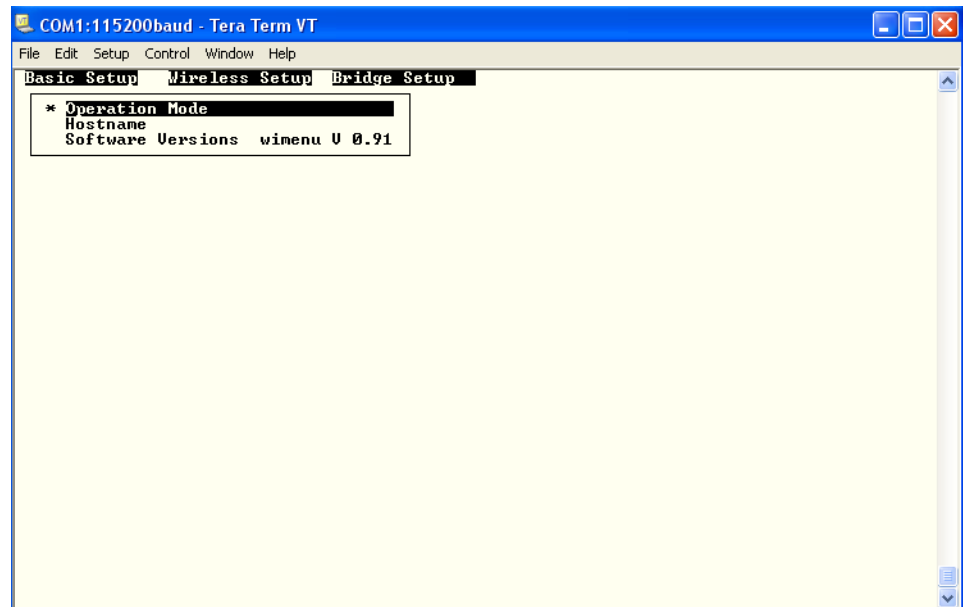 COM1:115200baud - Tera Term VT
File Edit Setup Control Window Help
Basic Setup Wireless Setup Bridge Setup
* Operation Mode
Hostname
Software Versions wimenu V 0.91